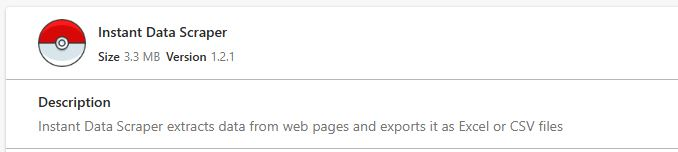 Instant Data Scraper
Size 3.3 MB Version 1.2.1
Description
Instant Data Scraper extracts data from web pages and exports it as Excel or CSV files